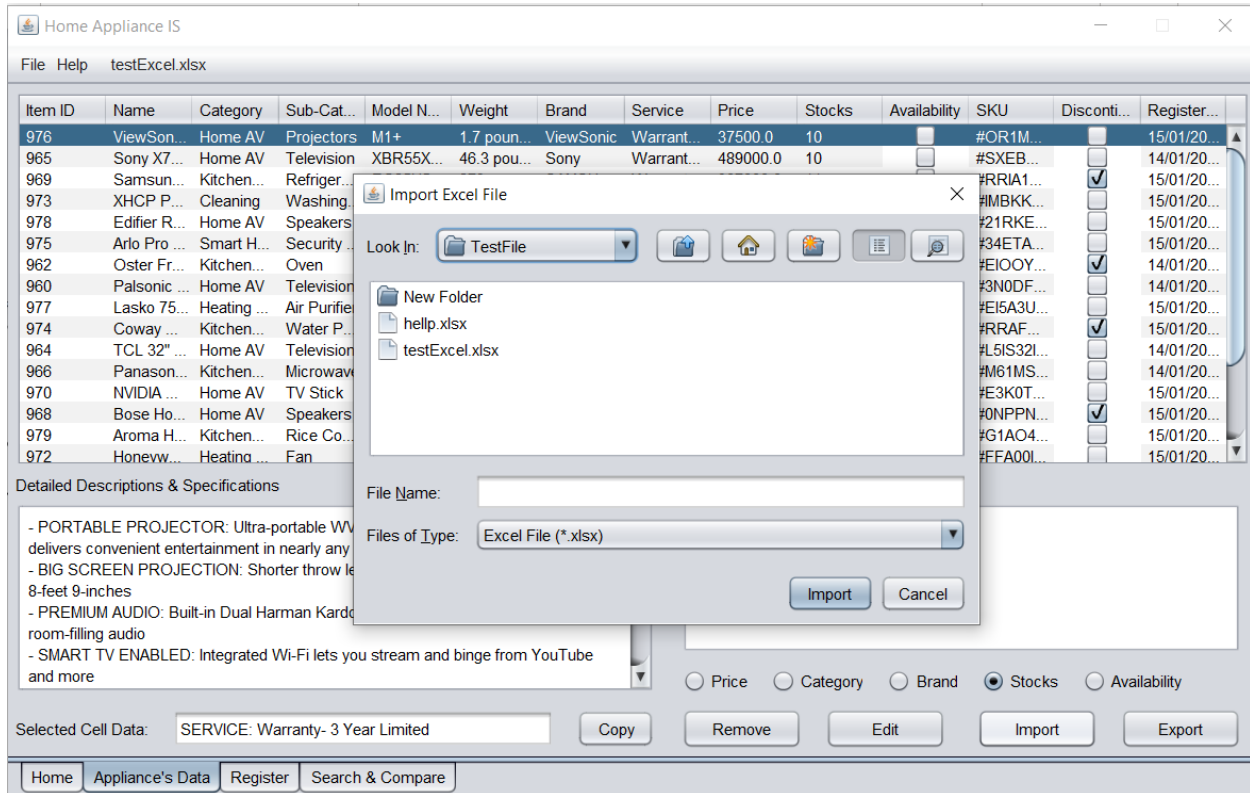 Home Appliance IS
File Help testExcel.xlsx
Item ID Name Category Sub-Cat... Model N... Weight Brand Service Price Stocks Availability SKU Disconti... Register...
976 ViewSon... Home AV Projectors M1+ 1.7 poun... ViewSonic Warrant... 37500.0 10 #OR1M... 15/01/20...
965 Sony X7... Home AV Television XBR55X... 46.3 pou... Sony Warrant... 489000.0 10 #SXEB... 14/01/20...
969 Samsun... Kitchen... Refriger... #RRIA1... 15/01/20...
973 XHCP P... Cleaning Washing... #IMBKK... 15/01/20...
978 Edifier R... Home AV Speakers #21RKE... 15/01/20...
975 Arlo Pro ... Smart H... Security ... #34ETA... 15/01/20...
962 Oster Fr... Kitchen... Oven #EIOOY... 14/01/20...
960 Palsonic ... Home AV Television #3N0DF... 14/01/20...
977 Lasko 75... Heating ... Air Purifie #EI5A3U... 15/01/20...
974 Coway ... Kitchen... Water P... #RRAF... 15/01/20...
964 TCL 32" ... Home AV Television #L5IS32I... 14/01/20...
966 Panason... Kitchen... Microwav #M61MS... 14/01/20...
970 NVIDIA ... Home AV TV Stick #E3K0T... 15/01/20...
968 Bose Ho... Home AV Speakers #0NPPN... 15/01/20...
979 Aroma H... Kitchen... Rice Co... #G1AO4... 15/01/20...
972 Honeyw... Heating ... Fan #FFA00I... 15/01/20...
Import Excel File
Look In: TestFile
New Folder
hellp.xlsx
testExcel.xlsx
File Name:
Files of Type: Excel File (*.xlsx)
Import Cancel
Detailed Descriptions & Specifications
- PORTABLE PROJECTOR: Ultra-portable WV
delivers convenient entertainment in nearly any
- BIG SCREEN PROJECTION: Shorter throw le
8-feet 9-inches
- PREMIUM AUDIO: Built-in Dual Harman Kardo
room-filling audio
- SMART TV ENABLED: Integrated Wi-Fi lets you stream and binge from YouTube
and more
Price Category Brand Stocks Availability
Selected Cell Data: SERVICE: Warranty- 3 Year Limited Copy Remove Edit Import Export
Home Appliance's Data Register Search & Compare